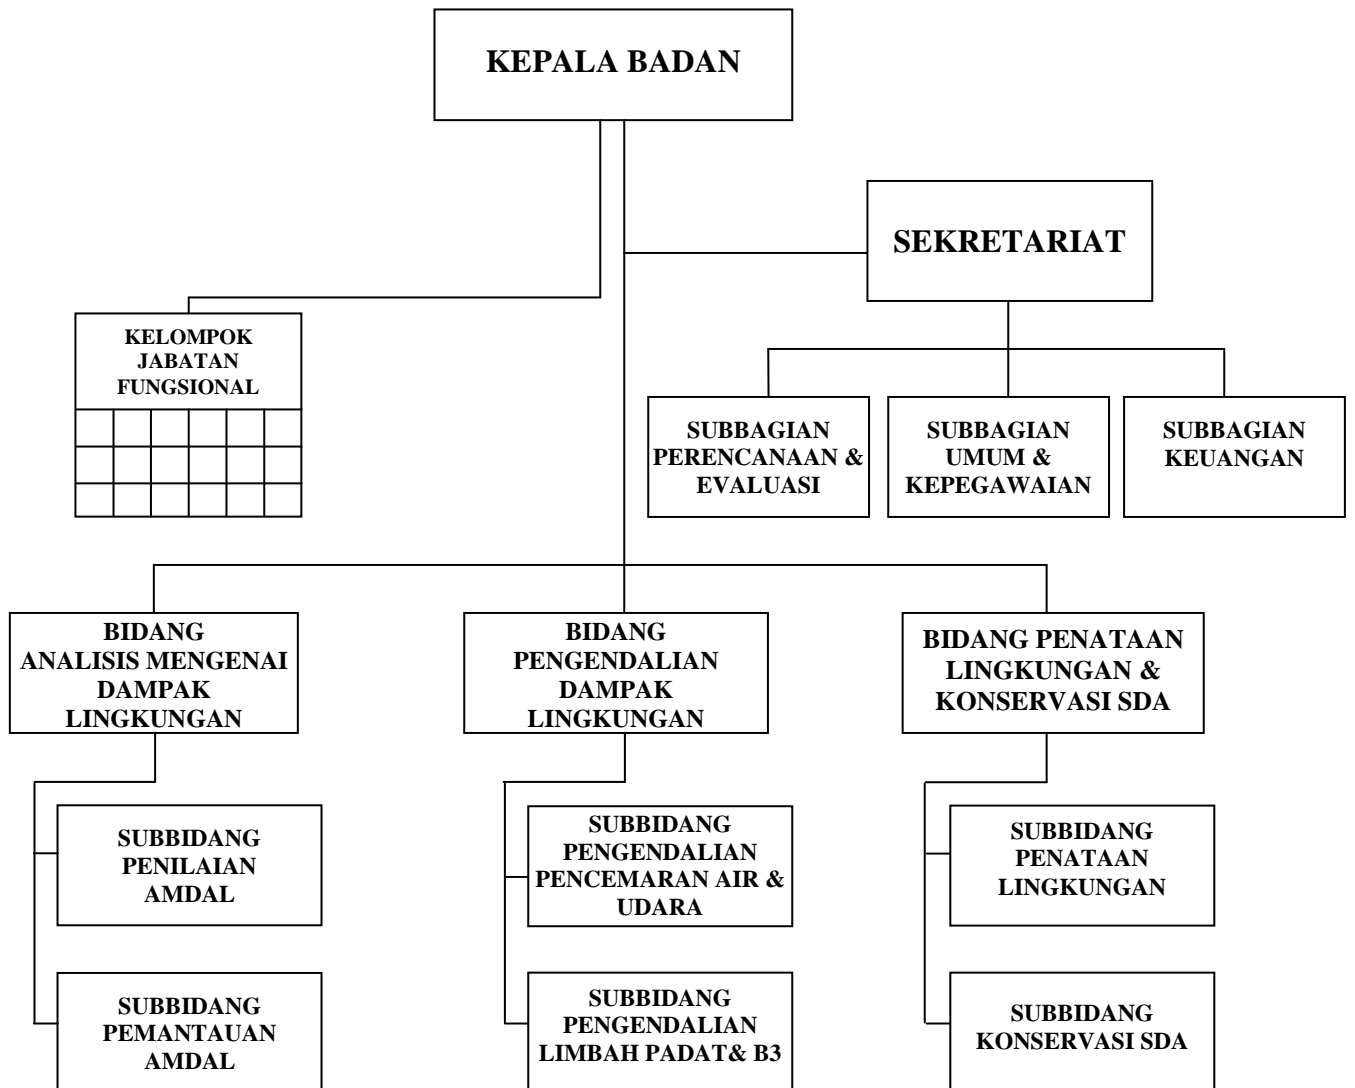 KEPALA BADAN
SEKRETARIAT
KELOMPOK
JABATAN
FUNGSIONAL
SUBBAGIAN
PERENCANAAN &
EVALUASI
SUBBAGIAN
UMUM &
KEPEGAWAIAN
SUBBAGIAN
KEUANGAN
BIDANG
ANALISIS MENGENAI
DAMPAK
LINGKUNGAN
BIDANG
PENGENDALIAN
DAMPAK
LINGKUNGAN
BIDANG PENATAAN
LINGKUNGAN &
KONSERVASI SDA
SUBBIDANG
PENILAIAN
AMDAL
SUBBIDANG
PENGENDALIAN
PENCEMARAN AIR &
UDARA
SUBBIDANG
PENATAAN
LINGKUNGAN
SUBBIDANG
PEMANTAUAN
AMDAL
SUBBIDANG
PENGENDALIAN
LIMBAH PADAT& B3
SUBBIDANG
KONSERVASI SDA